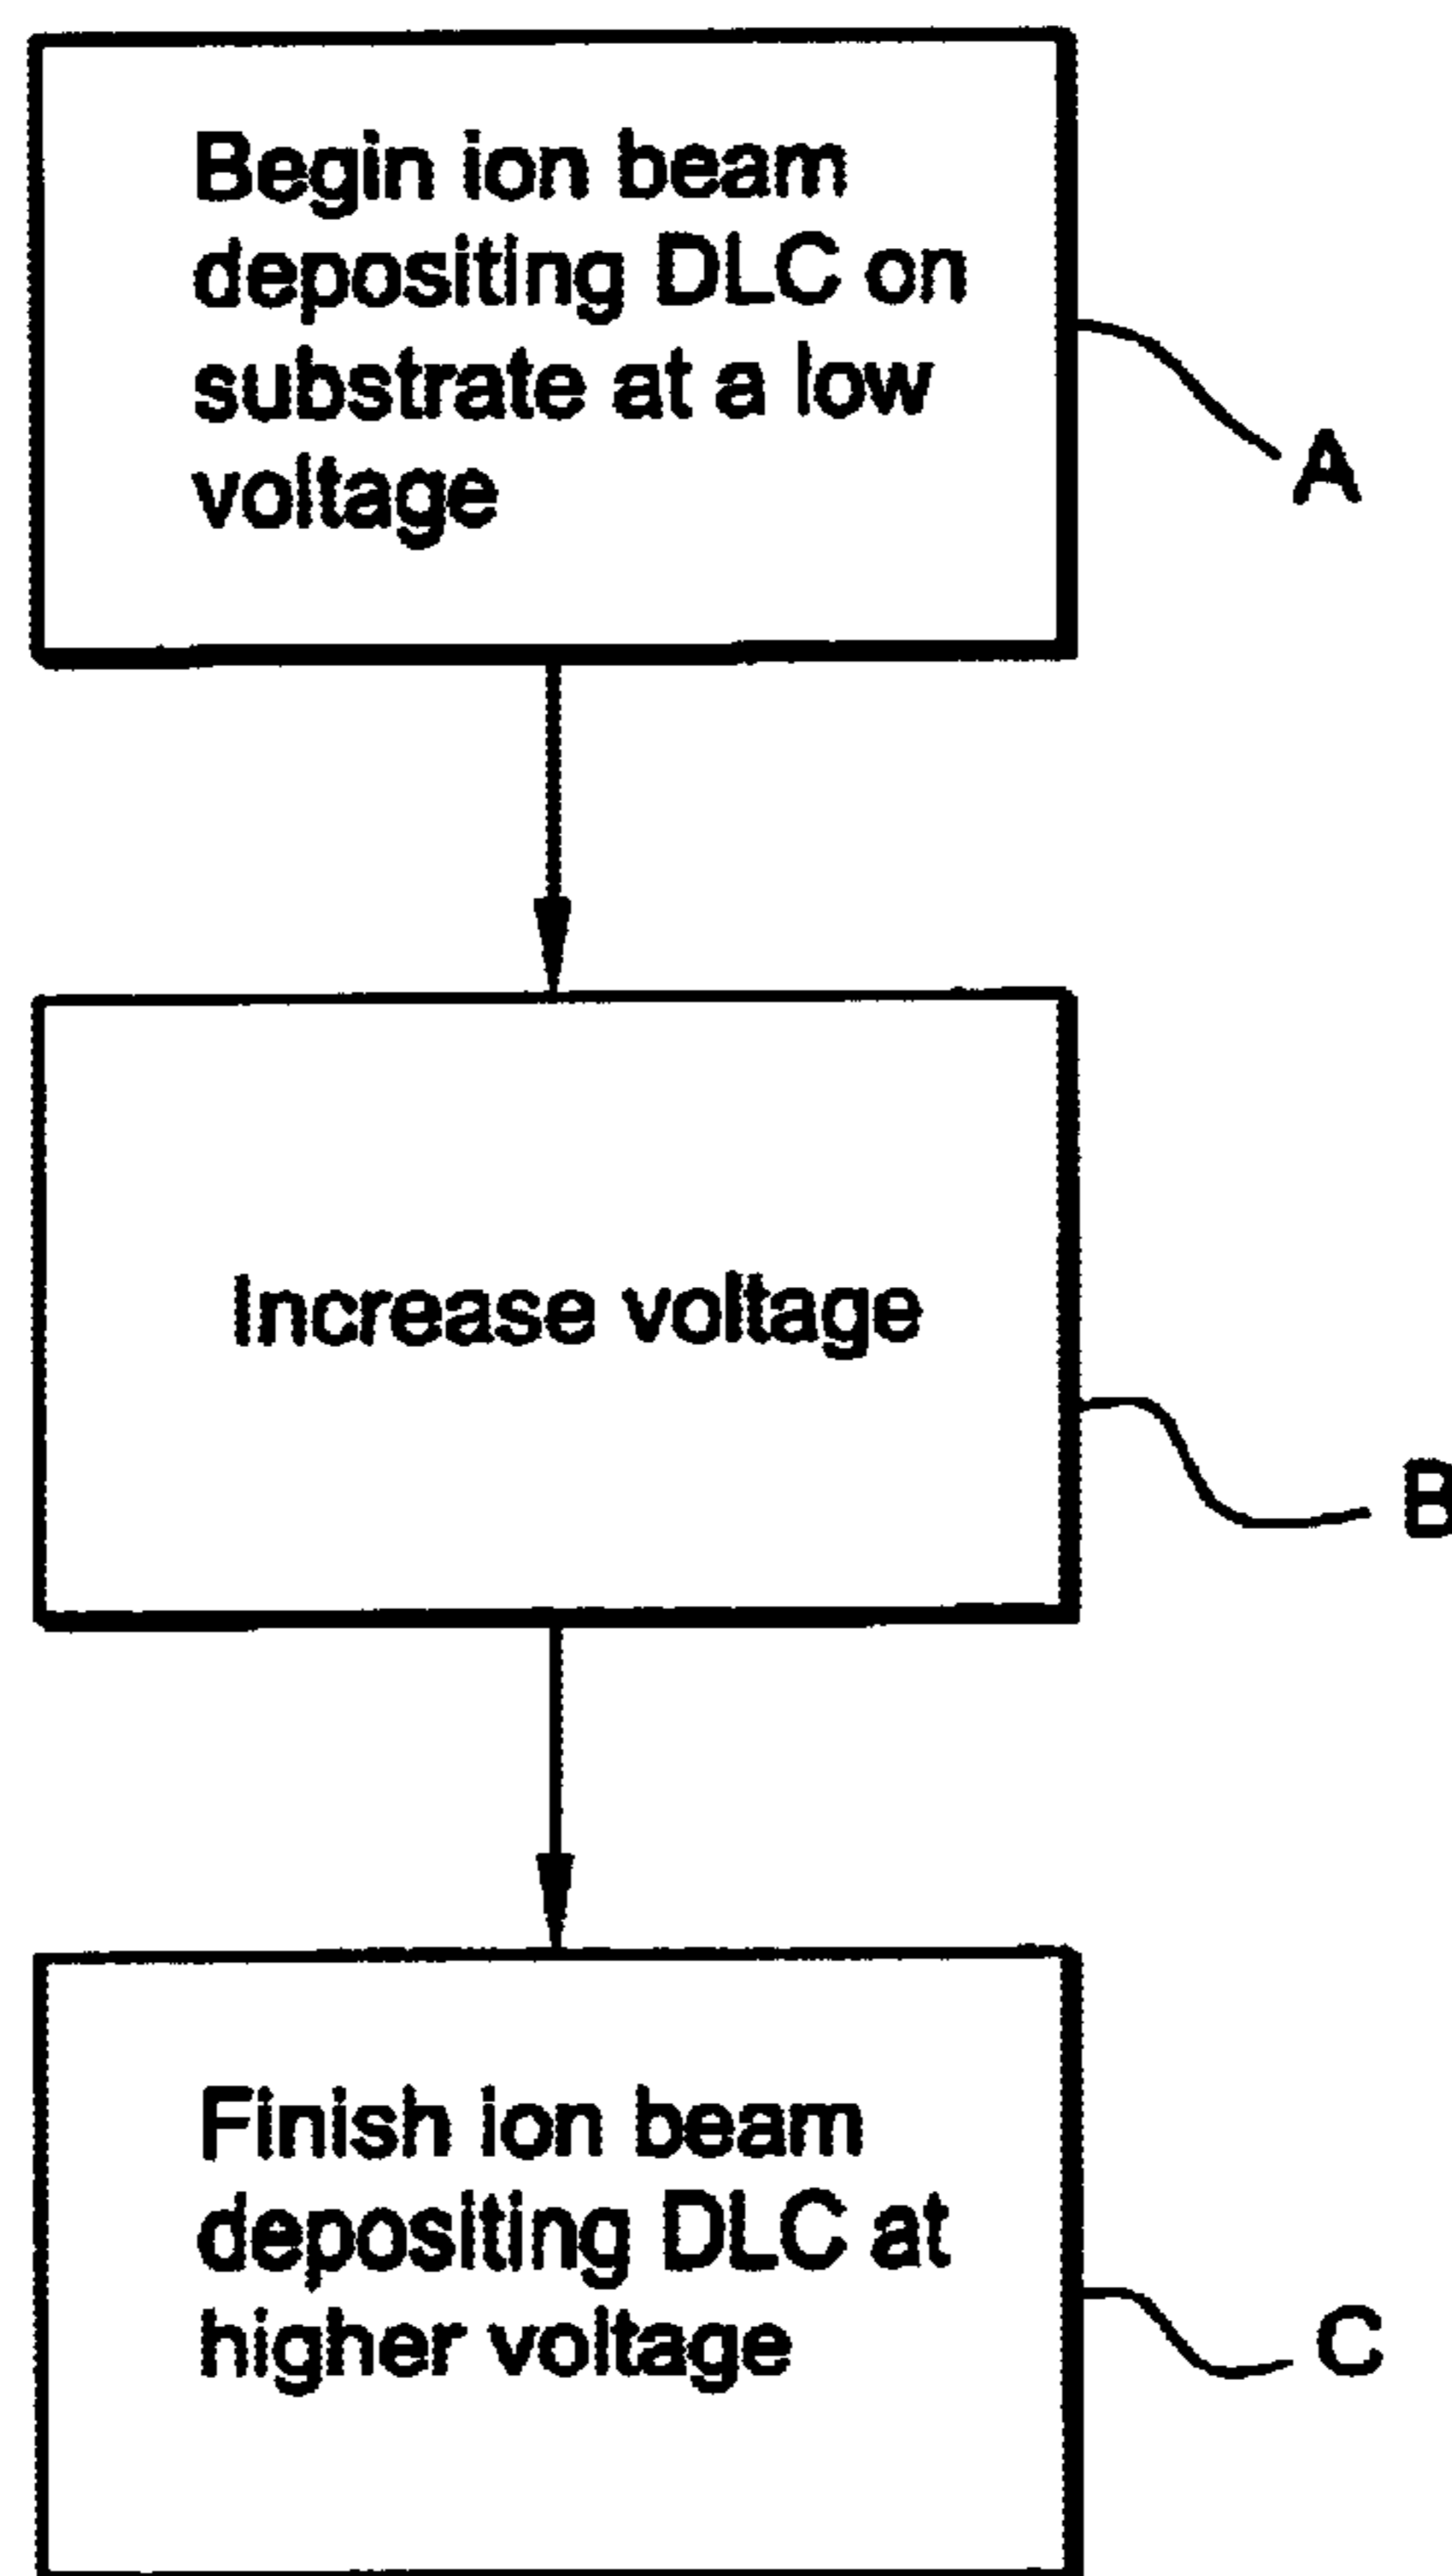 Begin ion beam
depositing DLC on
substrate at a low
voltage
A
Increase voltage
B
Finish ion beam
depositing DLC at
higher voltage
C